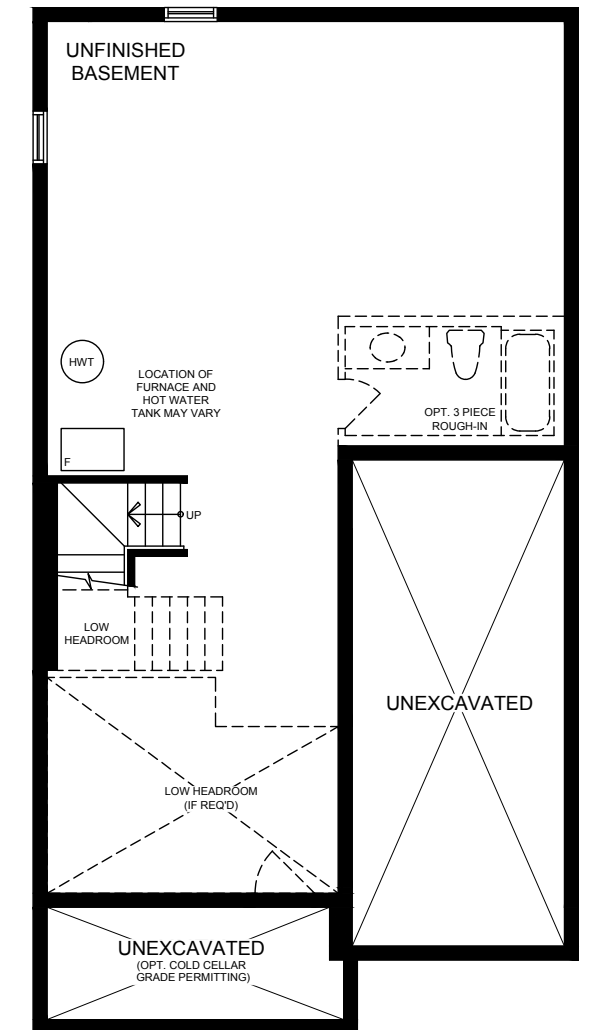 UNFINISHED
BASEMENT
HWT
LOCATION OF
FURNACE AND
HOT WATER
TANK MAY VARY
OPT. 3 PIECE
ROUGH-IN
F
UP
LOW
HEADROOM
UNEXCAVATED
LOW HEADROOM
(IF REQ'D)
UNEXCAVATED
(OPT. COLD CELLAR
GRADE PERMITTING)